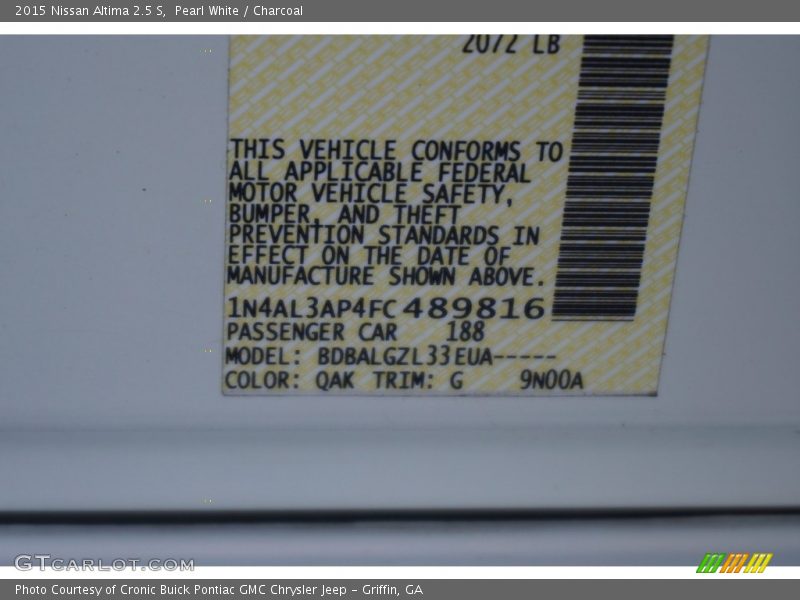 2015 Nissan Altima 2.5 S, Pearl White / Charcoal
2072 LB
THIS VEHICLE CONFORMS TO
ALL APPLICABLE FEDERAL
MOTOR VEHICLE SAFETY,
BUMPER, AND THEFT
PREVENTION STANDARDS IN
EFFECT ON THE DATE OF
MANUFACTURE SHOWN ABOVE.
1N4AL3AP4FC489816
PASSENGER CAR 188
MODEL: BDBALGZL33EUA-----
COLOR: QAK TRIM: G 9N00A
GTCARLOT.COM
Photo Courtesy of Cronic Buick Pontiac GMC Chrysler Jeep - Griffin, GA